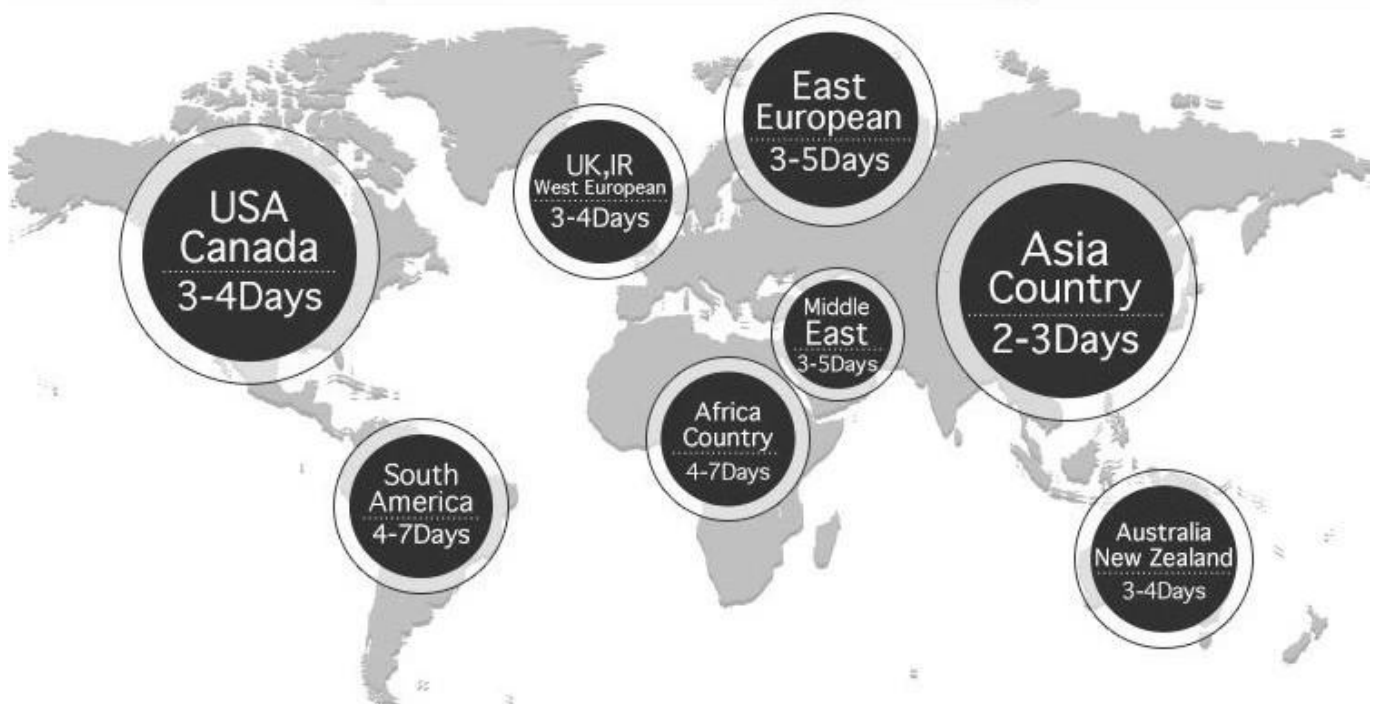 USA
Canada
3-4Days
UK,IR
West European
3-4Days
East
European
3-5Days
Asia
Country
2-3Days
Middle
East
3-5Days
Africa
Country
4-7Days
South
America
4-7Days
Australia
New Zealand
3-4Days